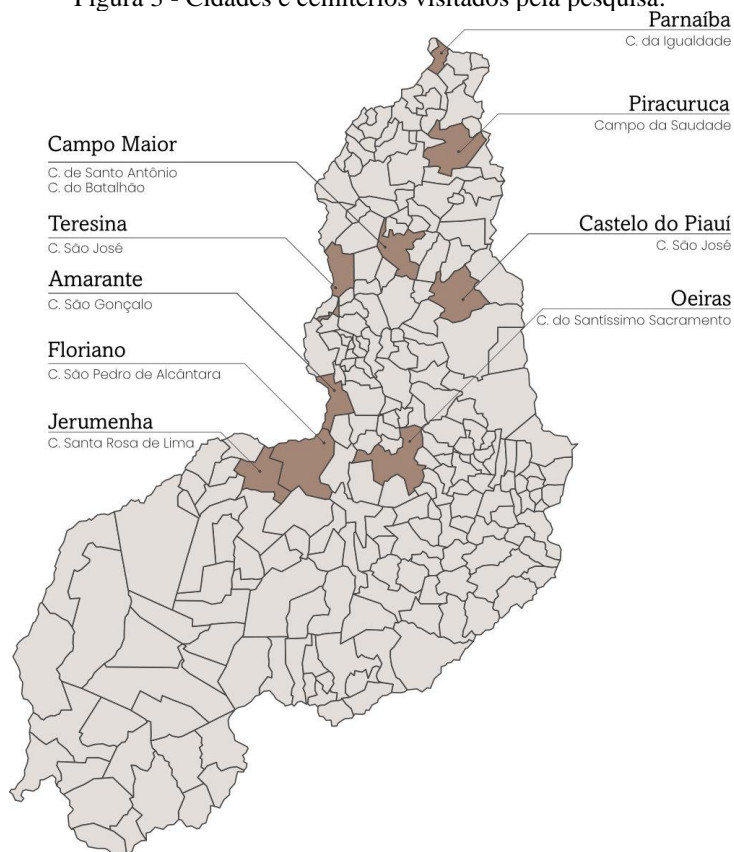 Figura 3 - Cidades e cemitérios visitados pela pesquisa.
Parnaíba
C. da Igualdade
Piracuruca
Campo da Saudade
Campo Maior
C. de Santo Antônio
C. do Batalhão
Teresina
C. São José
Castelo do Piauí
C. São José
Amarante
C. São Gonçalo
Oeiras
C. do Santíssimo Sacramento
Floriano
C. São Pedro de Alcântara
Jerumenha
C. Santa Rosa de Lima